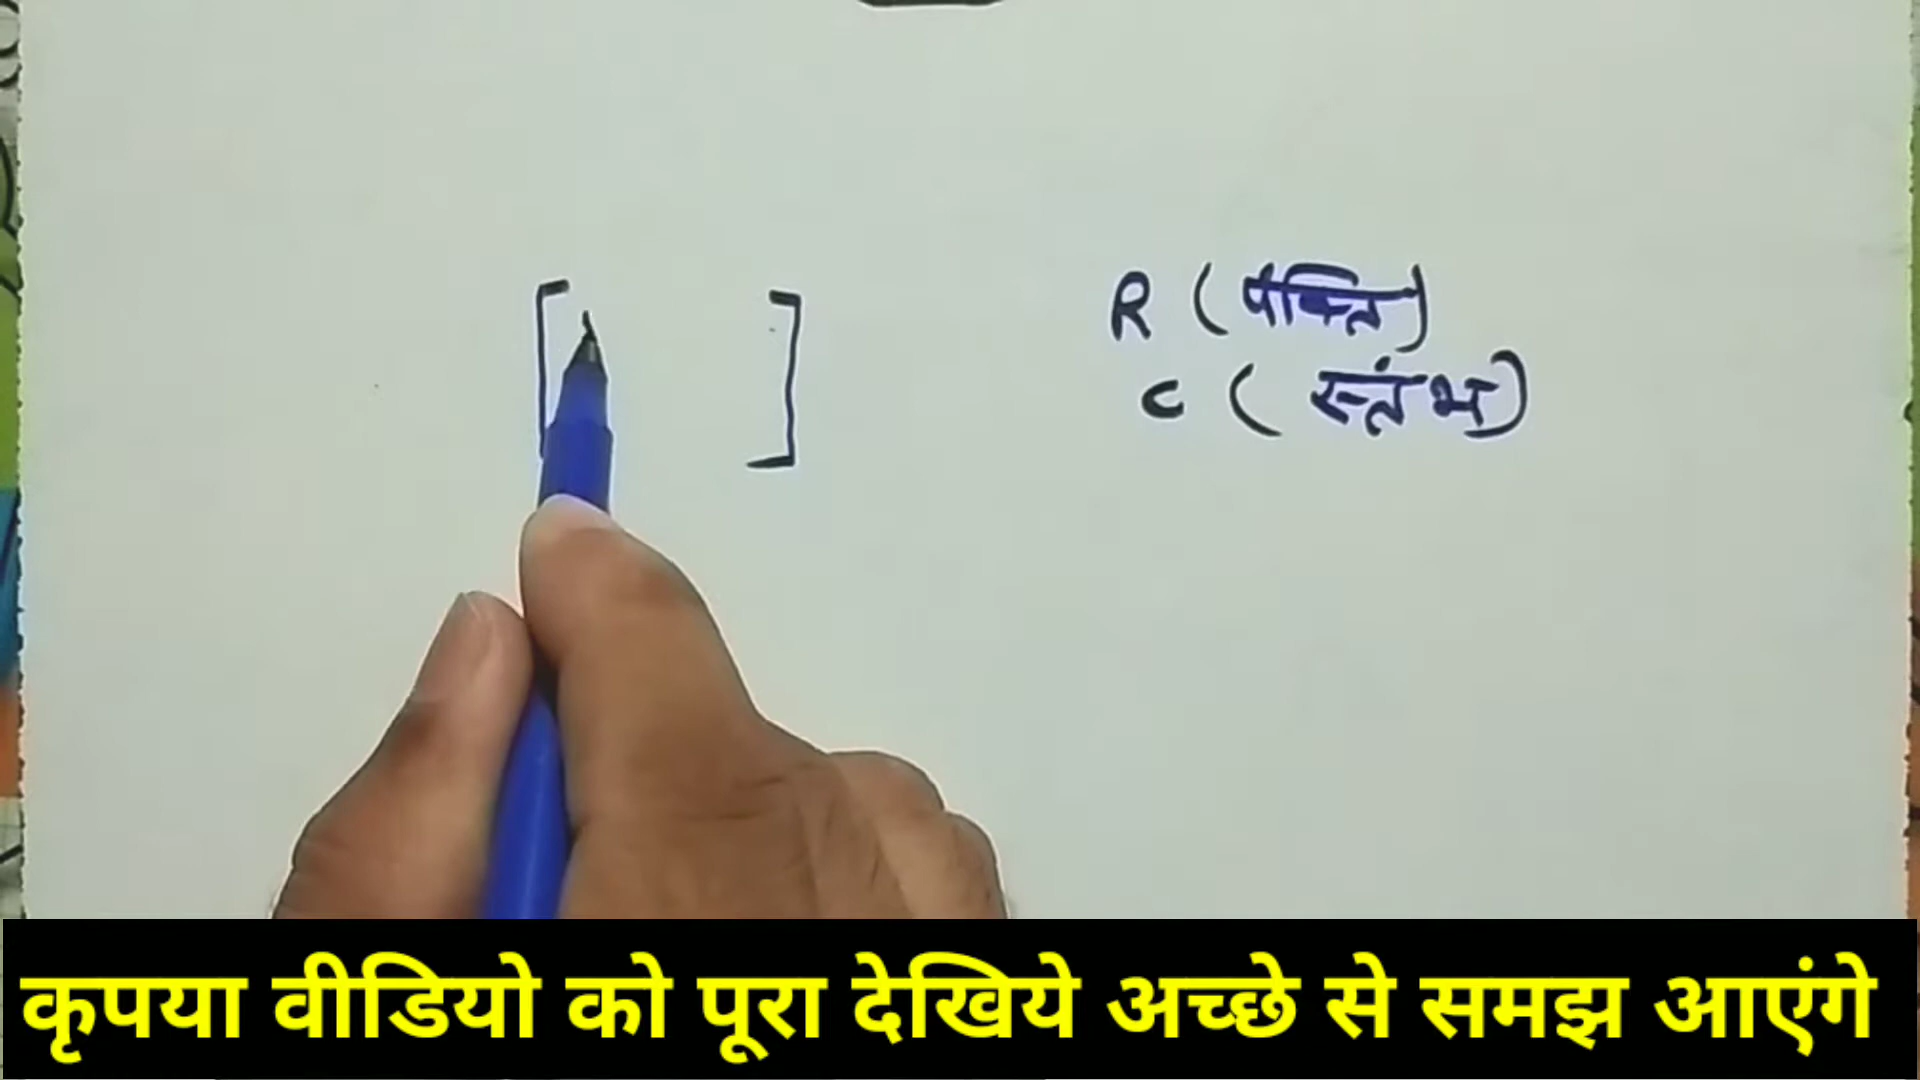 [ ]
R (पंक्ति)
C (स्तंभ)
कृपया वीडियो को पूरा देखिये अच्छे से समझ आएंगे